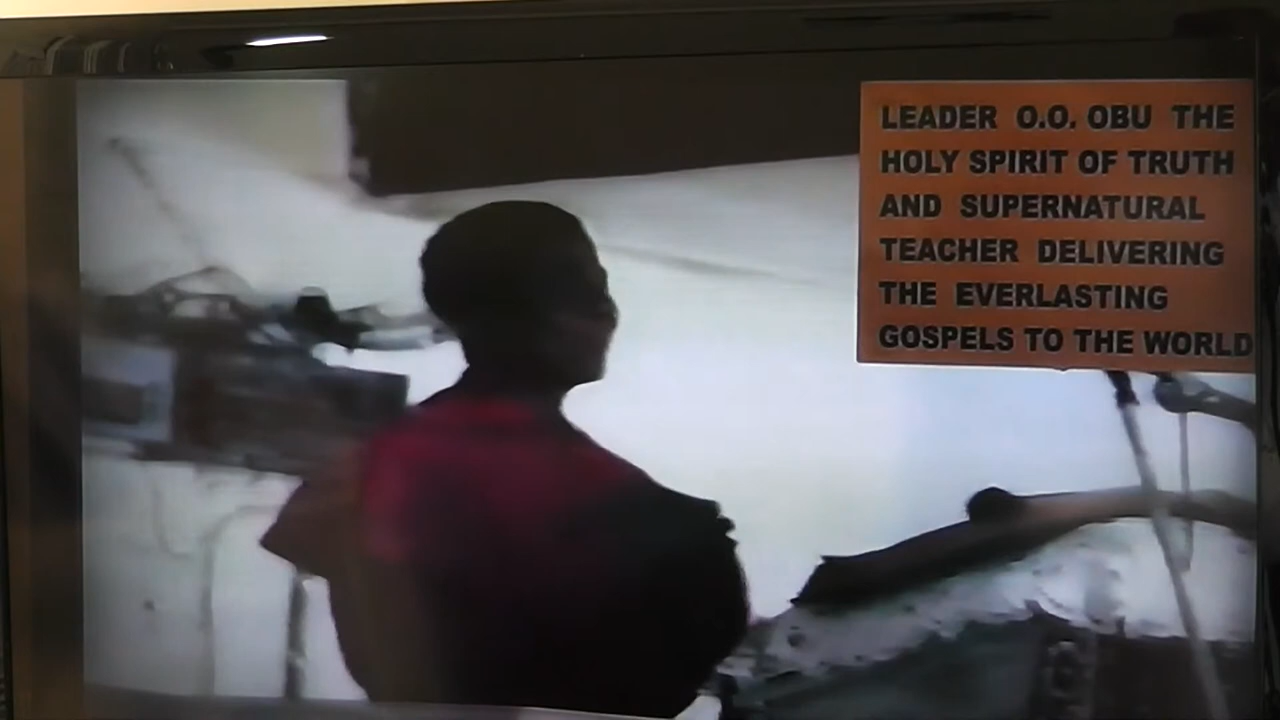 LEADER O.O. OBU THE
HOLY SPIRIT OF TRUTH
AND SUPERNATURAL
TEACHER DELIVERING
THE EVERLASTING
GOSPELS TO THE WORLD